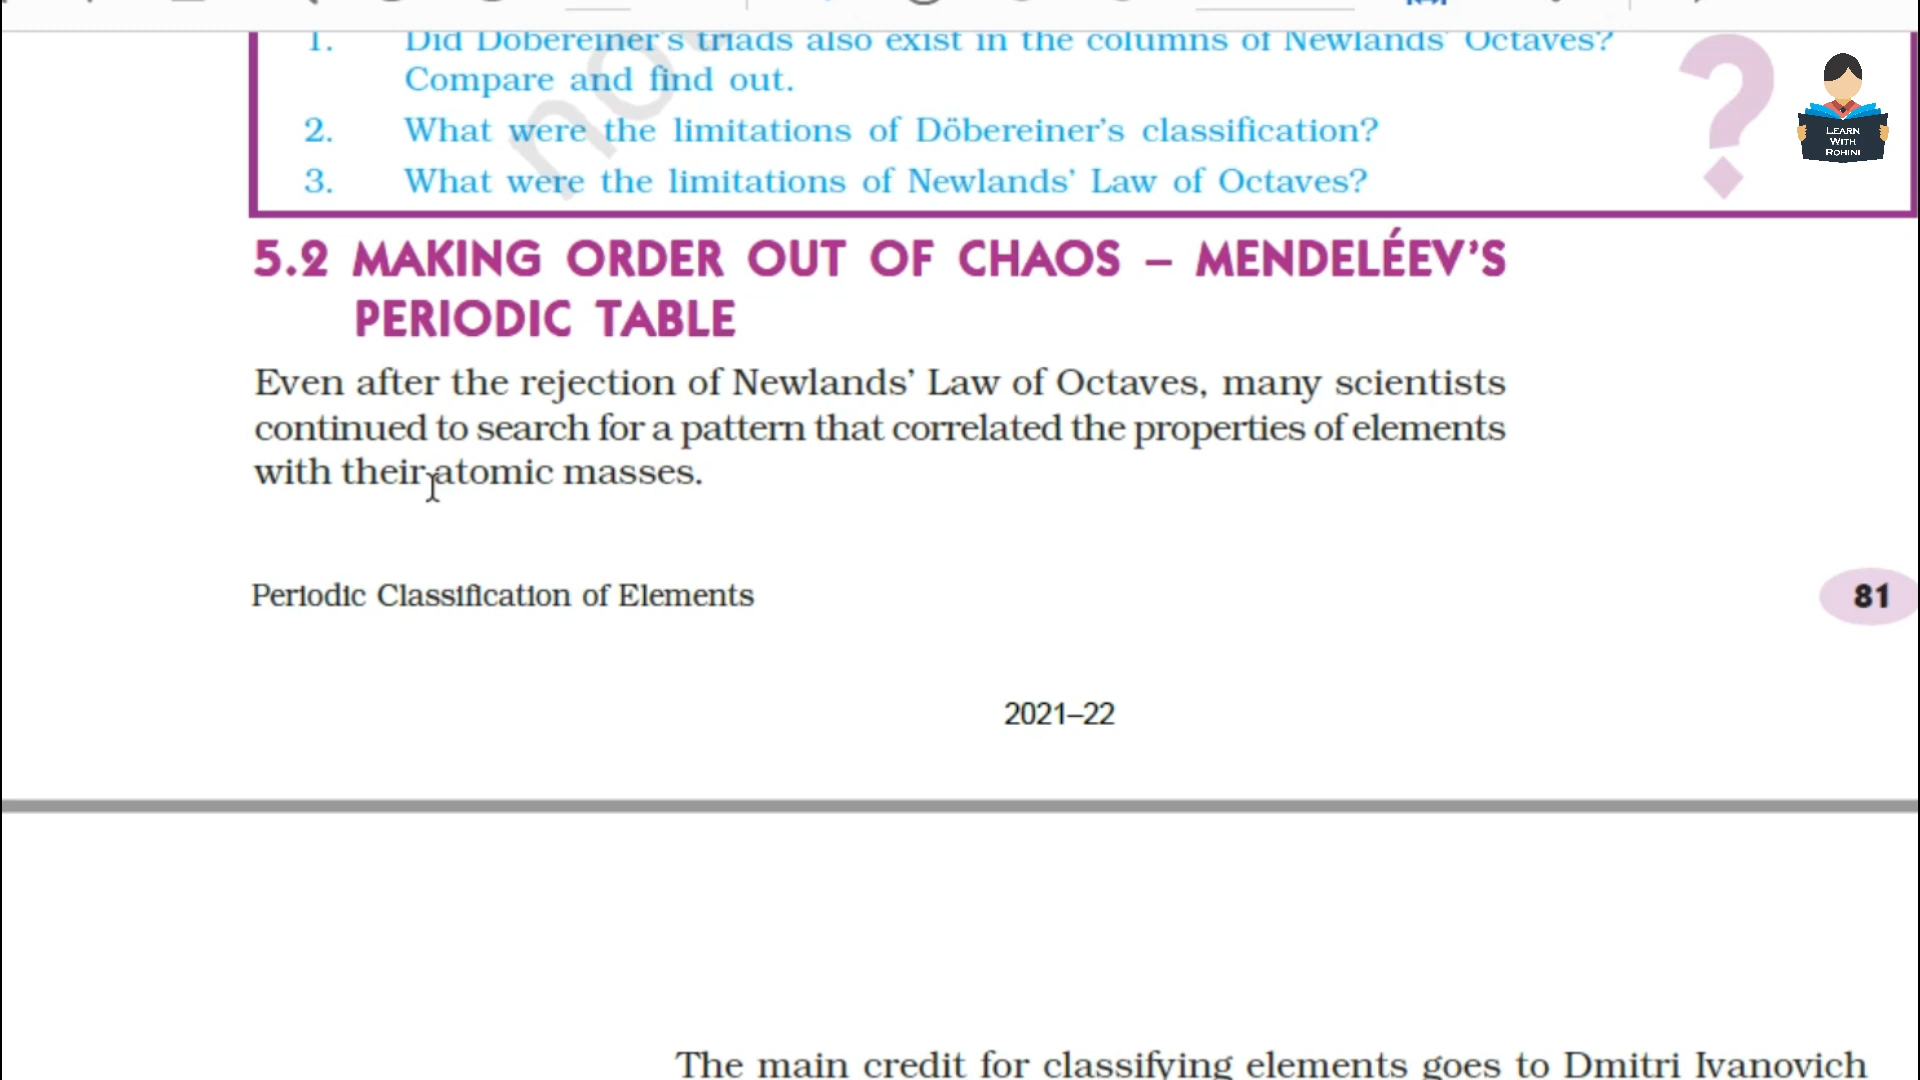 1. Did Döbereiner's triads also exist in the columns of Newlands' Octaves?
Compare and find out.
2. What were the limitations of Döbereiner's classification?
3. What were the limitations of Newlands' Law of Octaves?
LEARN
WITH
ROHINI
5.2 MAKING ORDER OUT OF CHAOS – MENDELÉEV'S
PERIODIC TABLE
Even after the rejection of Newlands' Law of Octaves, many scientists
continued to search for a pattern that correlated the properties of elements
with their atomic masses.
Periodic Classification of Elements
81
2021–22
The main credit for classifying elements goes to Dmitri Ivanovich